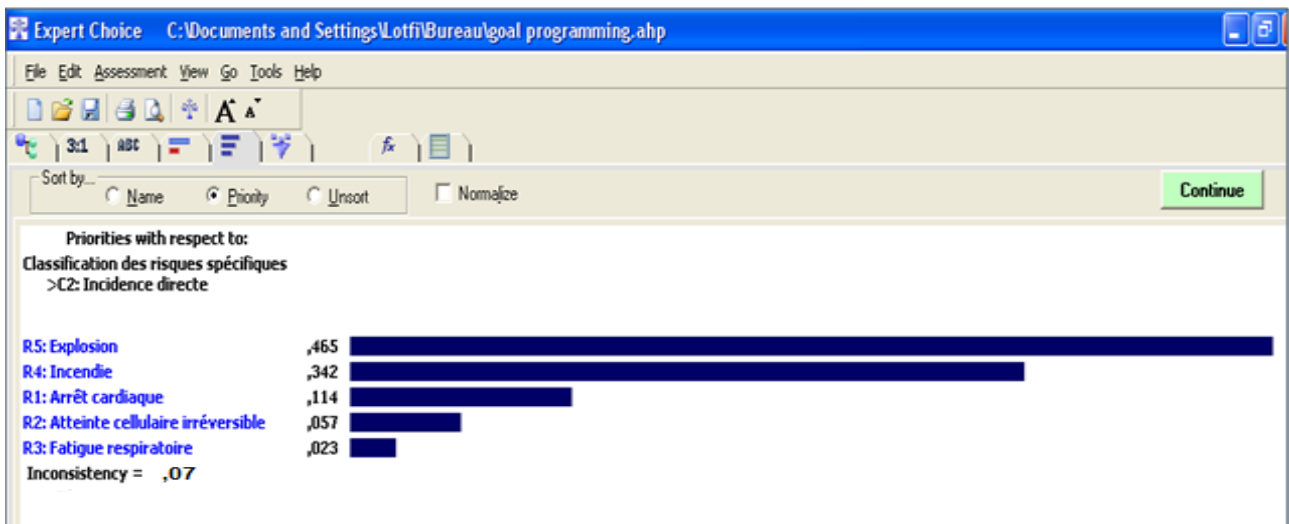 Expert Choice C:\Documents and Settings\Lotfi\Bureau\goal programming.ahp
File Edit Assessment View Go Tools Help
A A
3:1 ABC fx
Sort by...
Name Priority Unsort Normalize Continue
Priorities with respect to:
Classification des risques spécifiques
>C2: Incidence directe
R5: Explosion ,465
R4: Incendie ,342
R1: Arrêt cardiaque ,114
R2: Atteinte cellulaire irréversible ,057
R3: Fatigue respiratoire ,023
Inconsistency = ,07